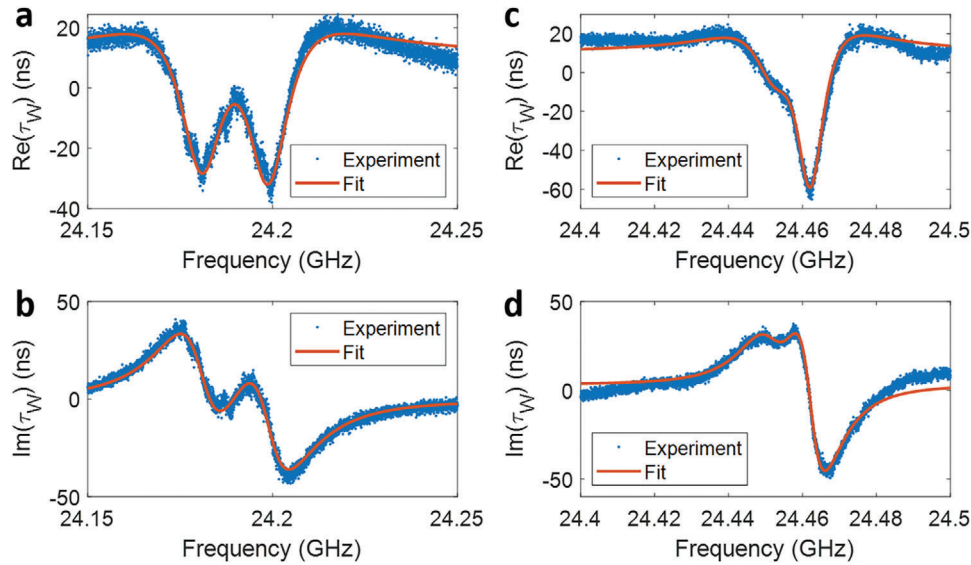 a
Re(τW) (ns)
20
0
-20
-40
24.15
24.2
24.25
Frequency (GHz)
Experiment
Fit
c
Re(τW) (ns)
20
0
-20
-40
-60
24.4
24.42
24.44
24.46
24.48
24.5
Frequency (GHz)
Experiment
Fit
b
Im(τW) (ns)
50
0
-50
24.15
24.2
24.25
Frequency (GHz)
Experiment
Fit
d
Im(τW) (ns)
50
0
-50
24.4
24.42
24.44
24.46
24.48
24.5
Frequency (GHz)
Experiment
Fit